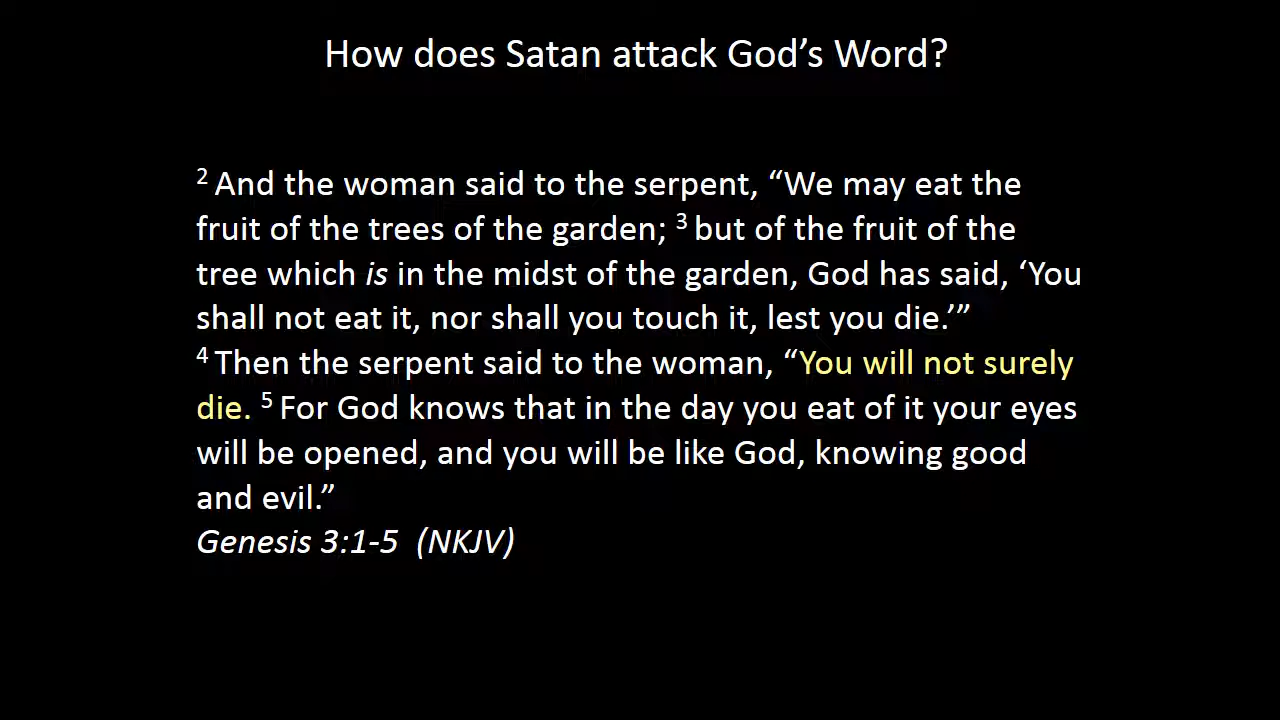 How does Satan attack God’s Word?
2 And the woman said to the serpent, “We may eat the
fruit of the trees of the garden; 3 but of the fruit of the
tree which is in the midst of the garden, God has said, ‘You
shall not eat it, nor shall you touch it, lest you die.’”
4 Then the serpent said to the woman, “You will not surely
die. 5 For God knows that in the day you eat of it your eyes
will be opened, and you will be like God, knowing good
and evil.”
Genesis 3:1-5 (NKJV)